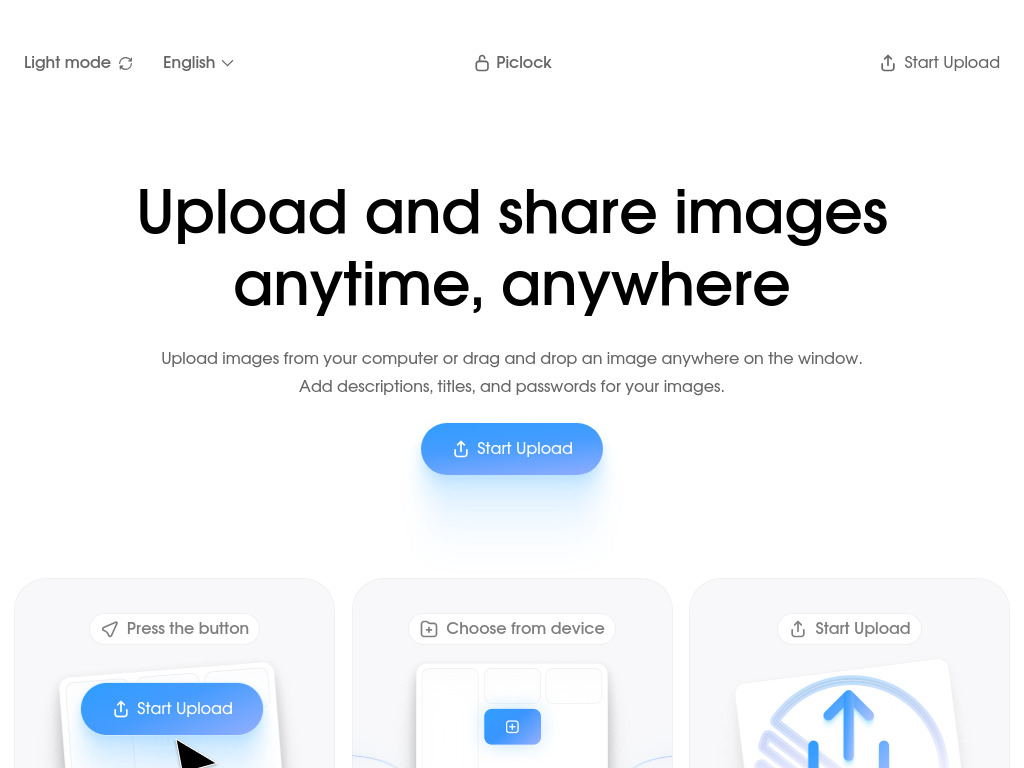 Light mode
English
Piclock
Start Upload
Upload and share images
anytime, anywhere
Upload images from your computer or drag and drop an image anywhere on the window.
Add descriptions, titles, and passwords for your images.
Start Upload
Press the button
Choose from device
Start Upload
Start Upload